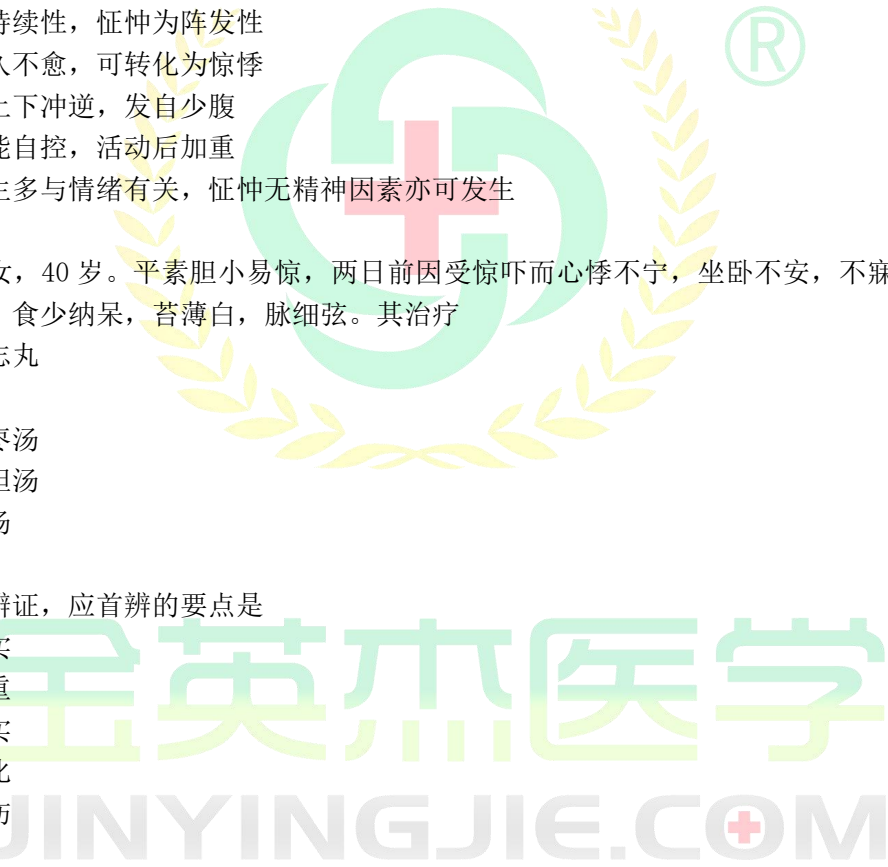 持续性，怔忡为阵发性
久不愈，可转化为惊悸
上下冲逆，发自少腹
能自控，活动后加重
生多与情绪有关，怔忡无精神因素亦可发生
®
女，40 岁。平素胆小易惊，两日前因受惊吓而心悸不宁，坐卧不安，不寐
，食少纳呆，苔薄白，脉细弦。其治疗
志丸
枣汤
胆汤
汤
辩证，应首辨的要点是
实
重
实
化
伤
金英杰医学
JINYINGJIE.COM